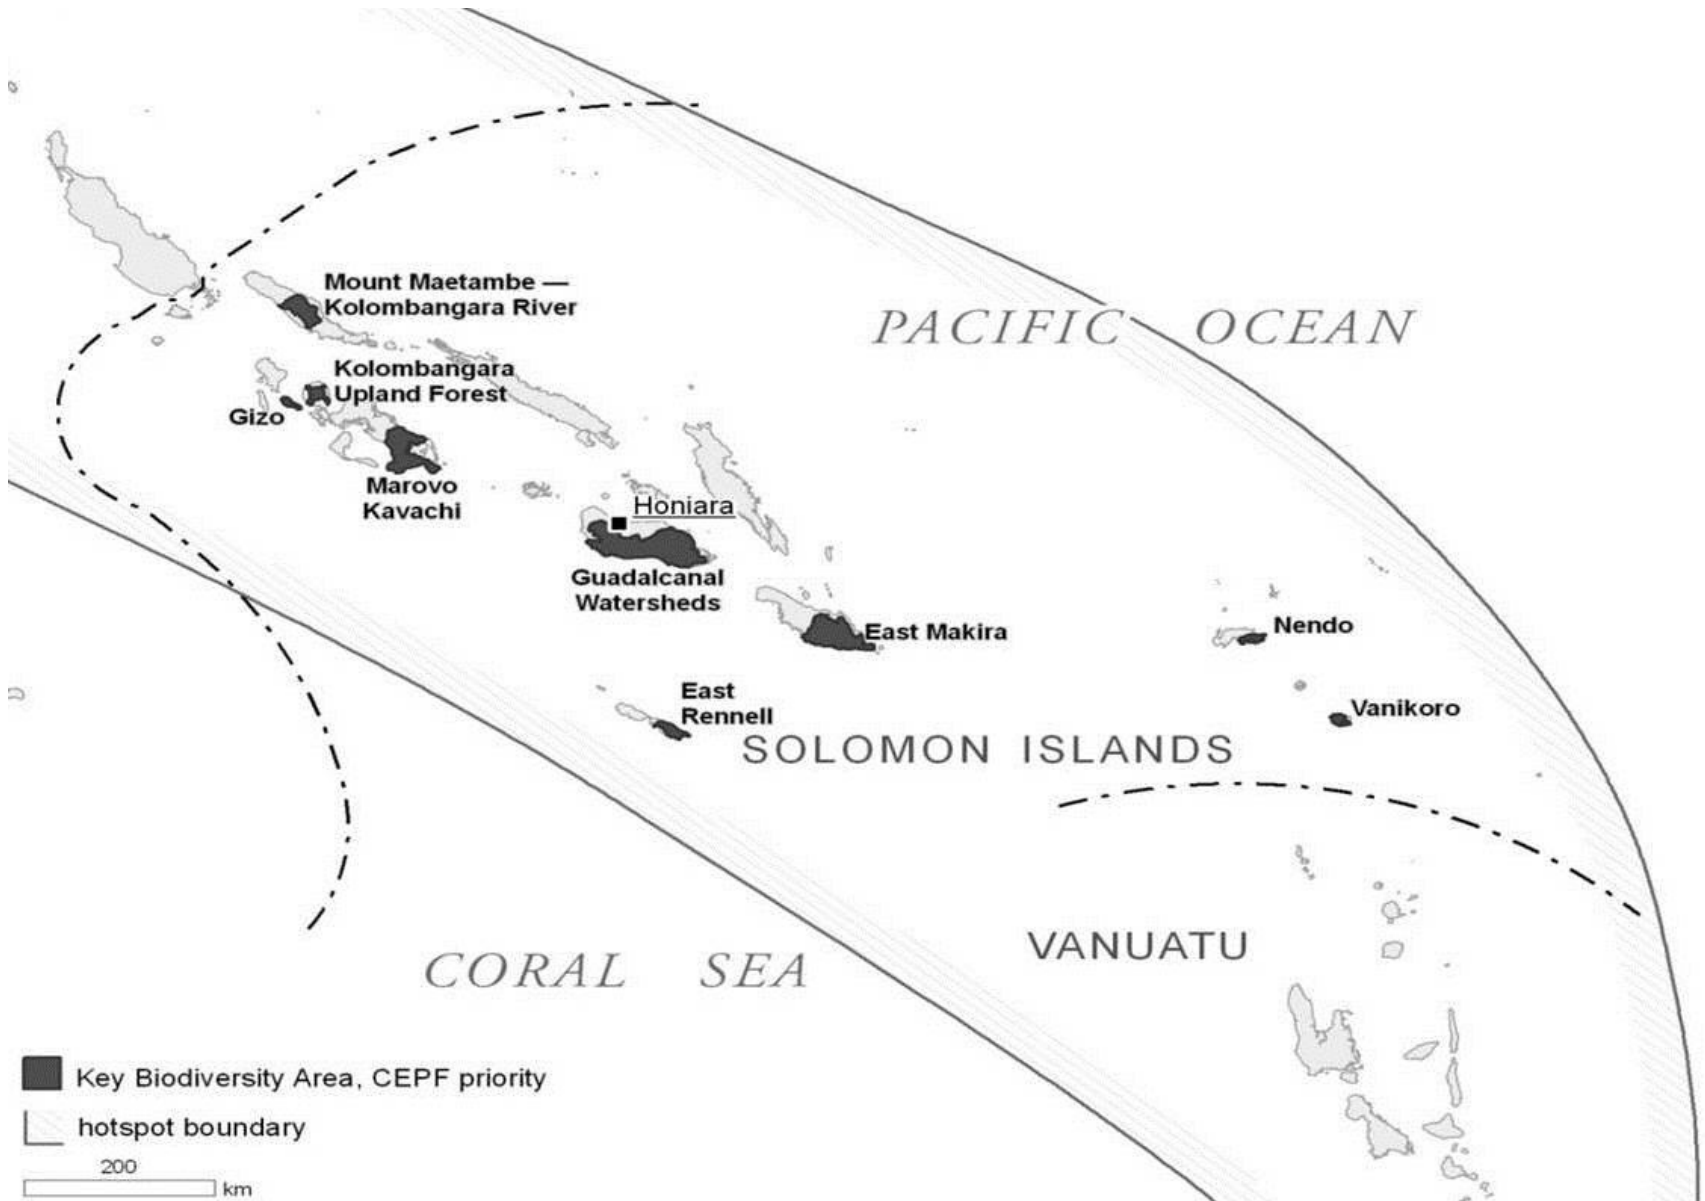 Mount Maetambe —
Kolombangara River
PACIFIC OCEAN
Kolombangara
Upland Forest
Gizo
Marovo
Kavachi
Honiara
Guadalcanal
Watersheds
East Makira
Nendo
East
Rennell
Vanikoro
SOLOMON ISLANDS
VANUATU
CORAL SEA
Key Biodiversity Area, CEPF priority
hotspot boundary
200
km